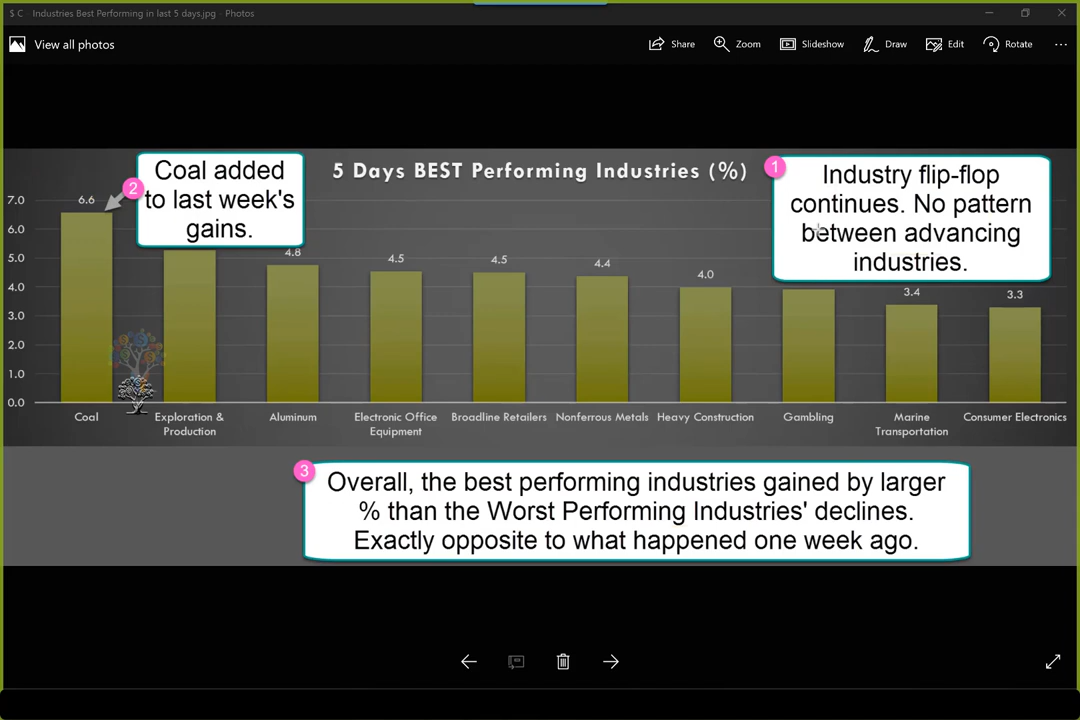 $ C Industries Best Performing in last 5 days.jpg - Photos
View all photos
Share
Zoom
Slideshow
Draw
Edit
Rotate
5 Days BEST Performing Industries (%)
2
Coal added
to last week's
gains.
1
Industry flip-flop
continues. No pattern
between advancing
industries.
7.0
6.0
5.0
4.0
3.0
2.0
1.0
0.0
6.6
4.8
4.5
4.5
4.4
4.0
3.4
3.3
Coal
Exploration &
Production
Aluminum
Electronic Office
Equipment
Broadline Retailers
Nonferrous Metals
Heavy Construction
Gambling
Marine
Transportation
Consumer Electronics
3
Overall, the best performing industries gained by larger
% than the Worst Performing Industries' declines.
Exactly opposite to what happened one week ago.